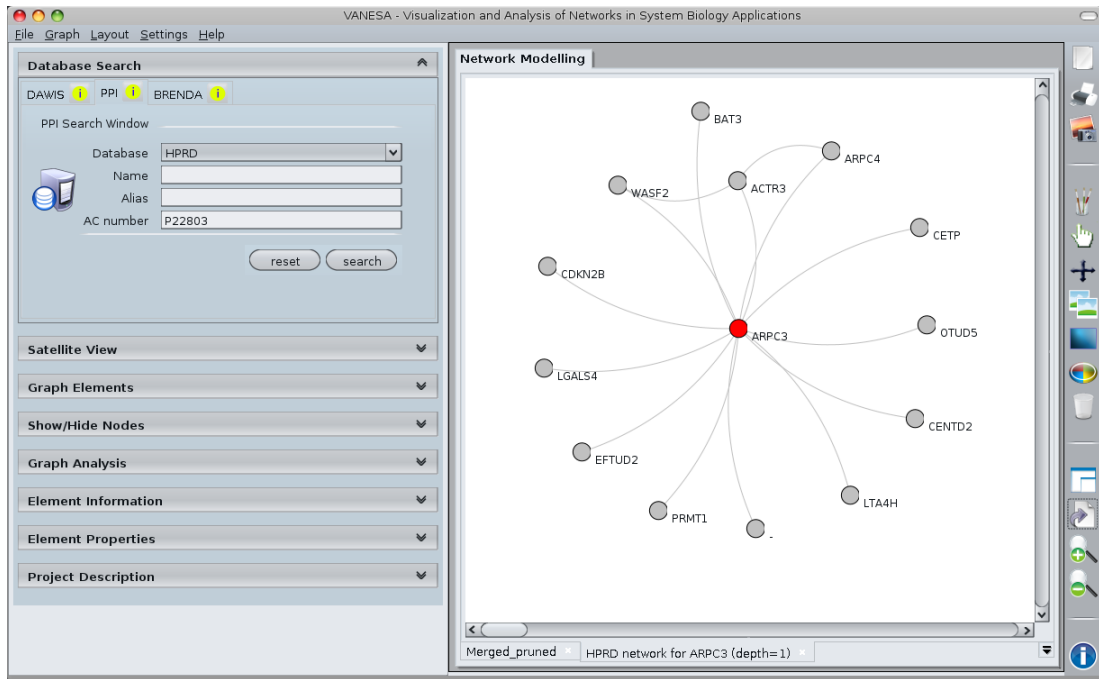 VANESA - Visualization and Analysis of Networks in System Biology Applications
File Graph Layout Settings Help
Database Search
DAWIS i PPI i BRENDA i
PPI Search Window
Database HPRD
Name
Alias
AC number P22803
reset search
Satellite View
Graph Elements
Show/Hide Nodes
Graph Analysis
Element Information
Element Properties
Project Description
Network Modelling
BAT3
ARPC4
ACTR3
WASF2
CETP
CDKN2B
OTUD5
ARPC3
LGALS4
CENTD2
EFTUD2
LTA4H
PRMT1
-
Merged_pruned HPRD network for ARPC3 (depth=1)